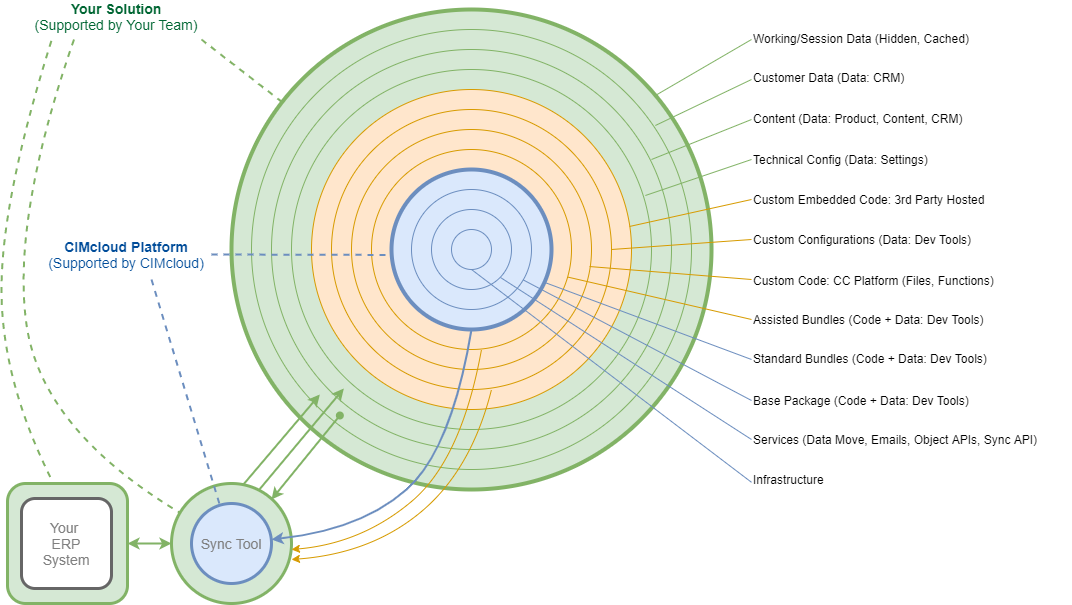 Your Solution
(Supported by Your Team)
Working/Session Data (Hidden, Cached)
Customer Data (Data: CRM)
Content (Data: Product, Content, CRM)
Technical Config (Data: Settings)
Custom Embedded Code: 3rd Party Hosted
Custom Configurations (Data: Dev Tools)
CIMcloud Platform
(Supported by CIMcloud)
Custom Code: CC Platform (Files, Functions)
Assisted Bundles (Code + Data: Dev Tools)
Standard Bundles (Code + Data: Dev Tools)
Base Package (Code + Data: Dev Tools)
Services (Data Move, Emails, Object APIs, Sync API)
Infrastructure
Your
ERP
System
Sync Tool